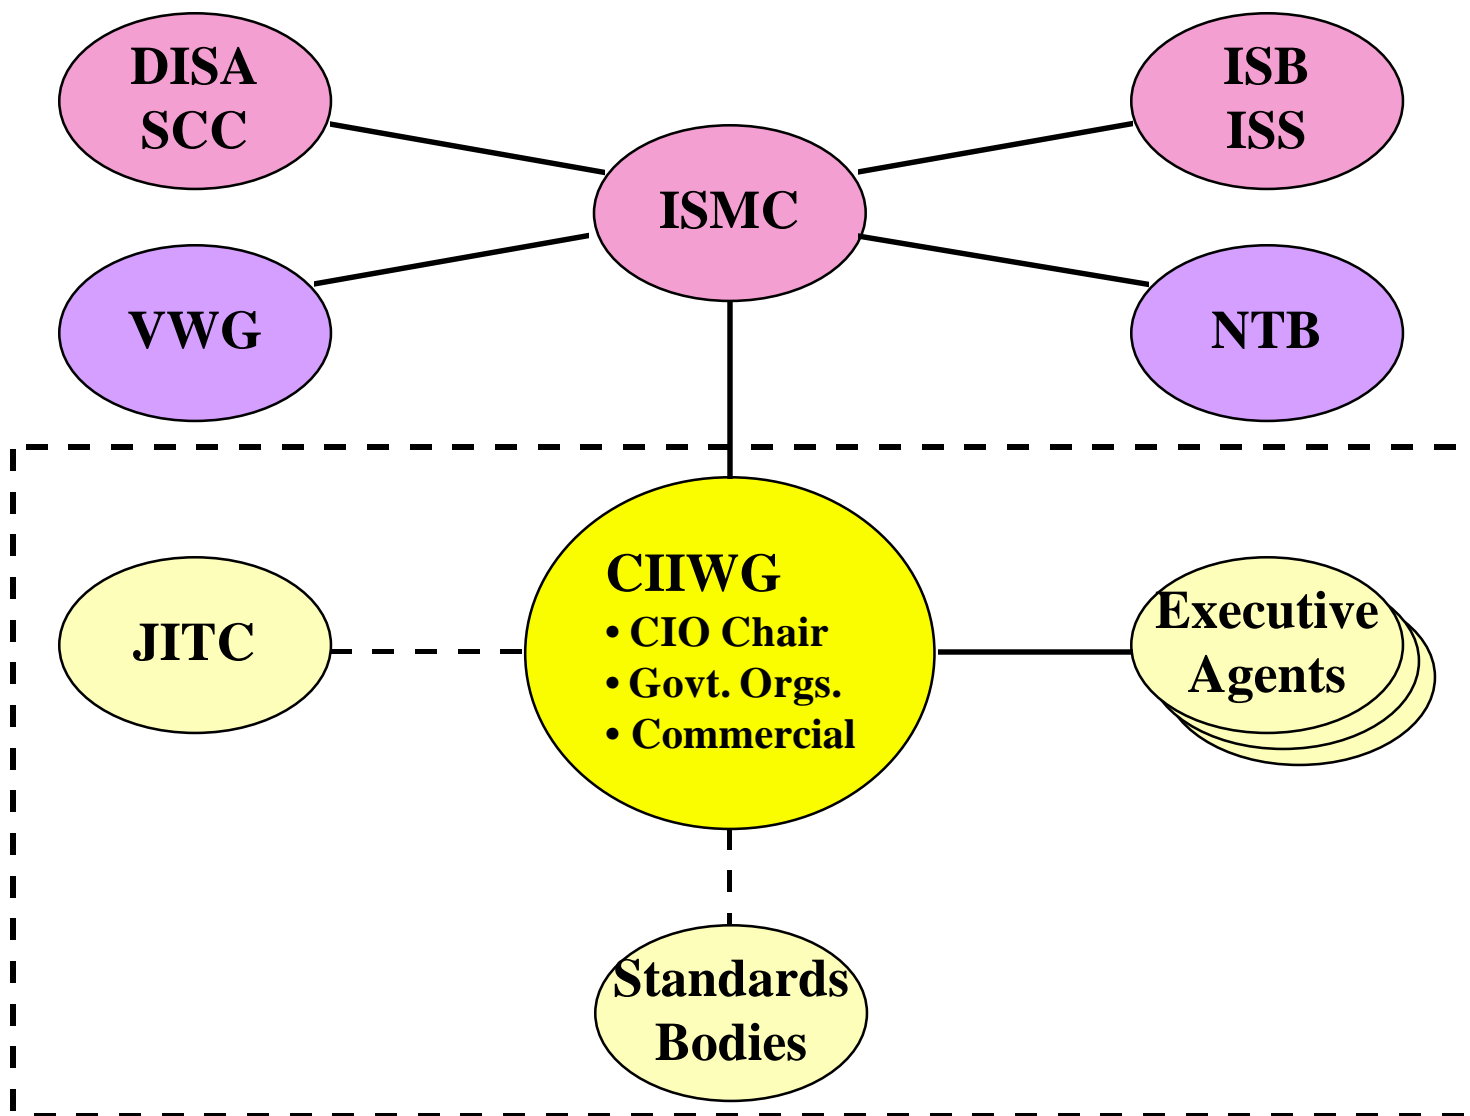 DISA
SCC
ISB
ISS
ISMC
VWG
NTB
CIIWG
• CIO Chair
• Govt. Orgs.
• Commercial
JITC
Executive
Agents
Standards
Bodies